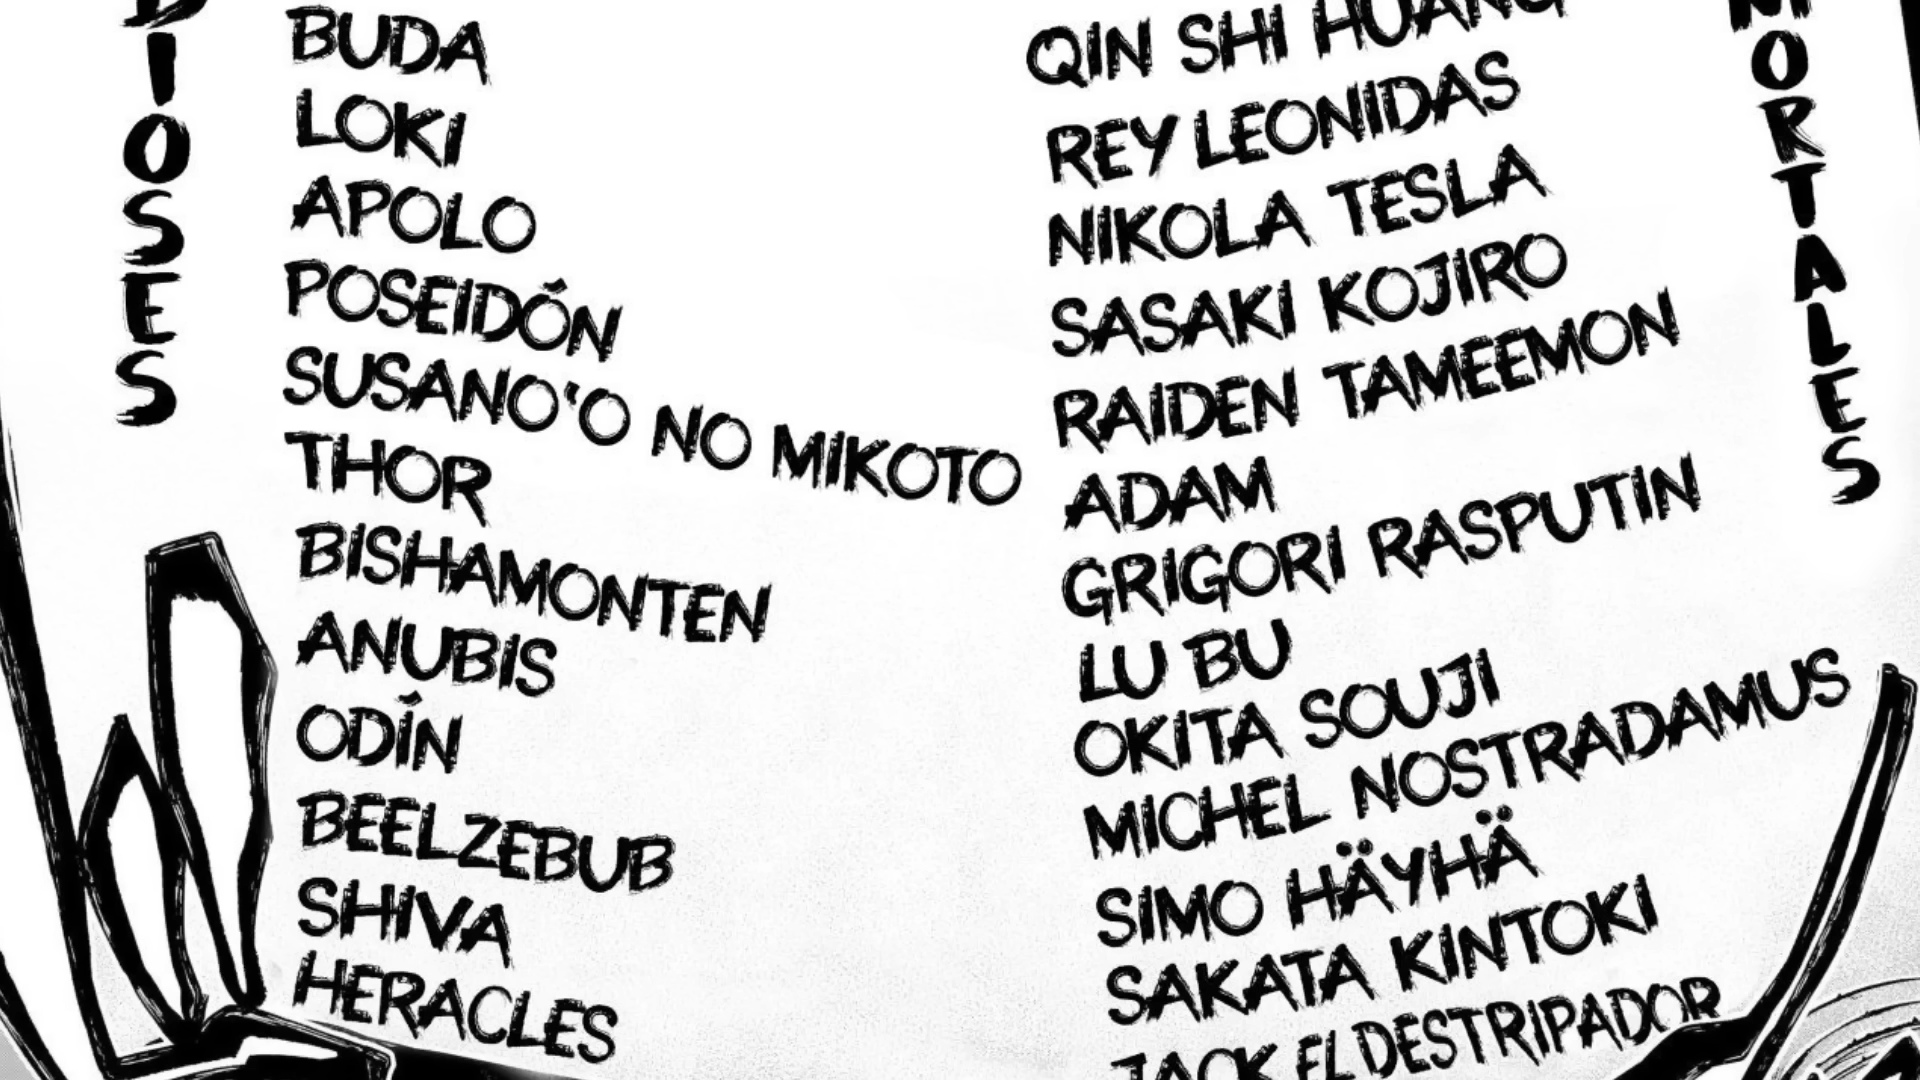 DIOSES
BUDA
LOKI
APOLO
POSEIDÓN
SUSANO'O NO MIKOTO
THOR
BISHAMONTEN
ANUBIS
ODÍN
BEELZEBUB
SHIVA
HERACLES
QIN SHI HUANG
REY LEONIDAS
NIKOLA TESLA
SASAKI KOJIRO
RAIDEN TAMEEMON
ADAM
GRIGORI RASPUTIN
LU BU
OKITA SOUJI
MICHEL NOSTRADAMUS
SIMO HÄYHÄ
SAKATA KINTOKI
JACK EL DESTRIPADOR
MORTALES